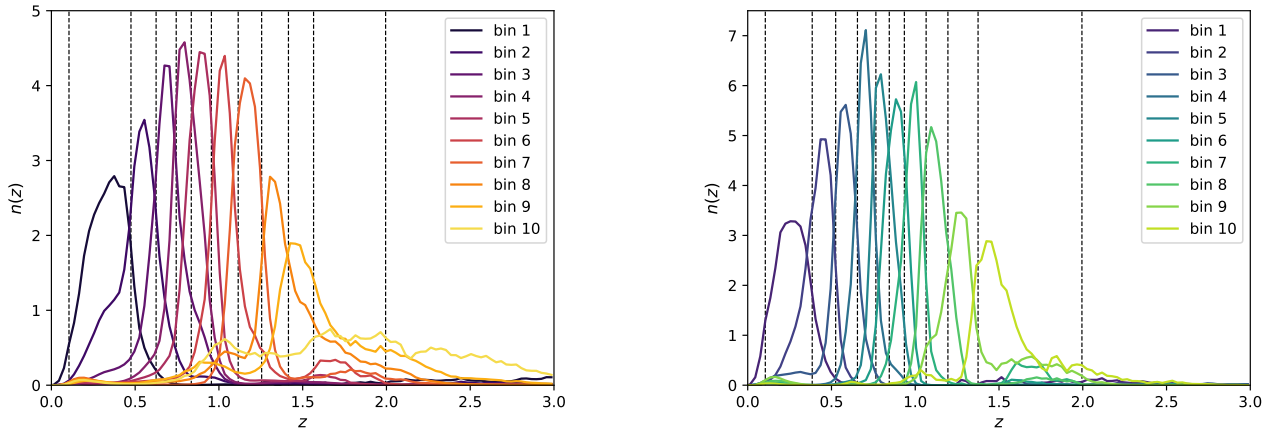 5
4
3
2
1
0
n(z)
0.0
0.5
1.0
1.5
2.0
2.5
3.0
z
bin 1
bin 2
bin 3
bin 4
bin 5
bin 6
bin 7
bin 8
bin 9
bin 10
7
6
5
4
3
2
1
0
n(z)
0.0
0.5
1.0
1.5
2.0
2.5
3.0
z
bin 1
bin 2
bin 3
bin 4
bin 5
bin 6
bin 7
bin 8
bin 9
bin 10